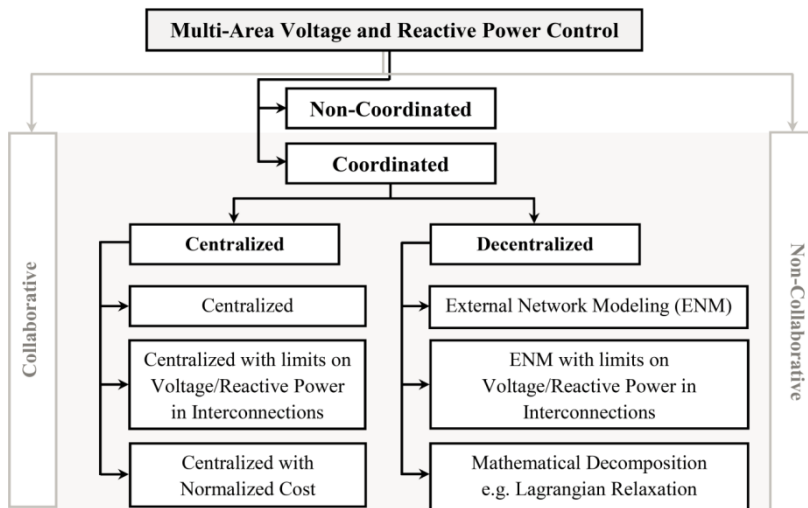 Multi-Area Voltage and Reactive Power Control
Non-Coordinated
Coordinated
Collaborative
Centralized
Centralized
Centralized with limits on
Voltage/Reactive Power
in Interconnections
Centralized with
Normalized Cost
Decentralized
External Network Modeling (ENM)
ENM with limits on
Voltage/Reactive Power in
Interconnections
Mathematical Decomposition
e.g. Lagrangian Relaxation
Non-Collaborative